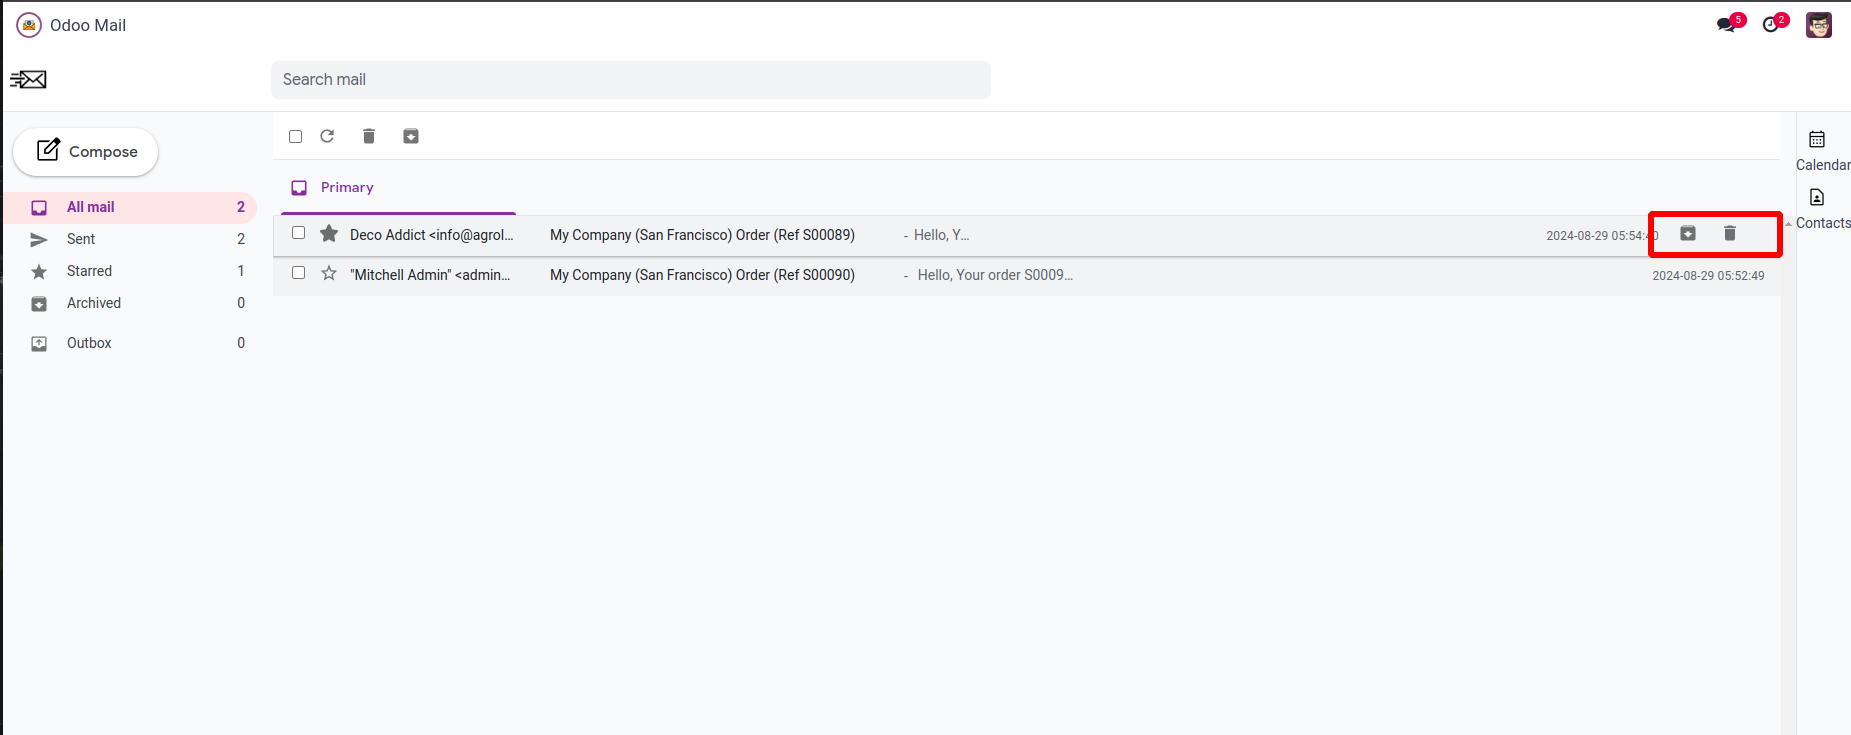 Odoo Mail
5
2
Search mail
Compose
Calendar
Primary
All mail 2
Contacts
Deco Addict <info@agrol... My Company (San Francisco) Order (Ref S00089) - Hello, Y... 2024-08-29 05:54:40
Sent 2
Starred 1
"Mitchell Admin" <admin... My Company (San Francisco) Order (Ref S00090) - Hello, Your order S0009... 2024-08-29 05:52:49
Archived 0
Outbox 0